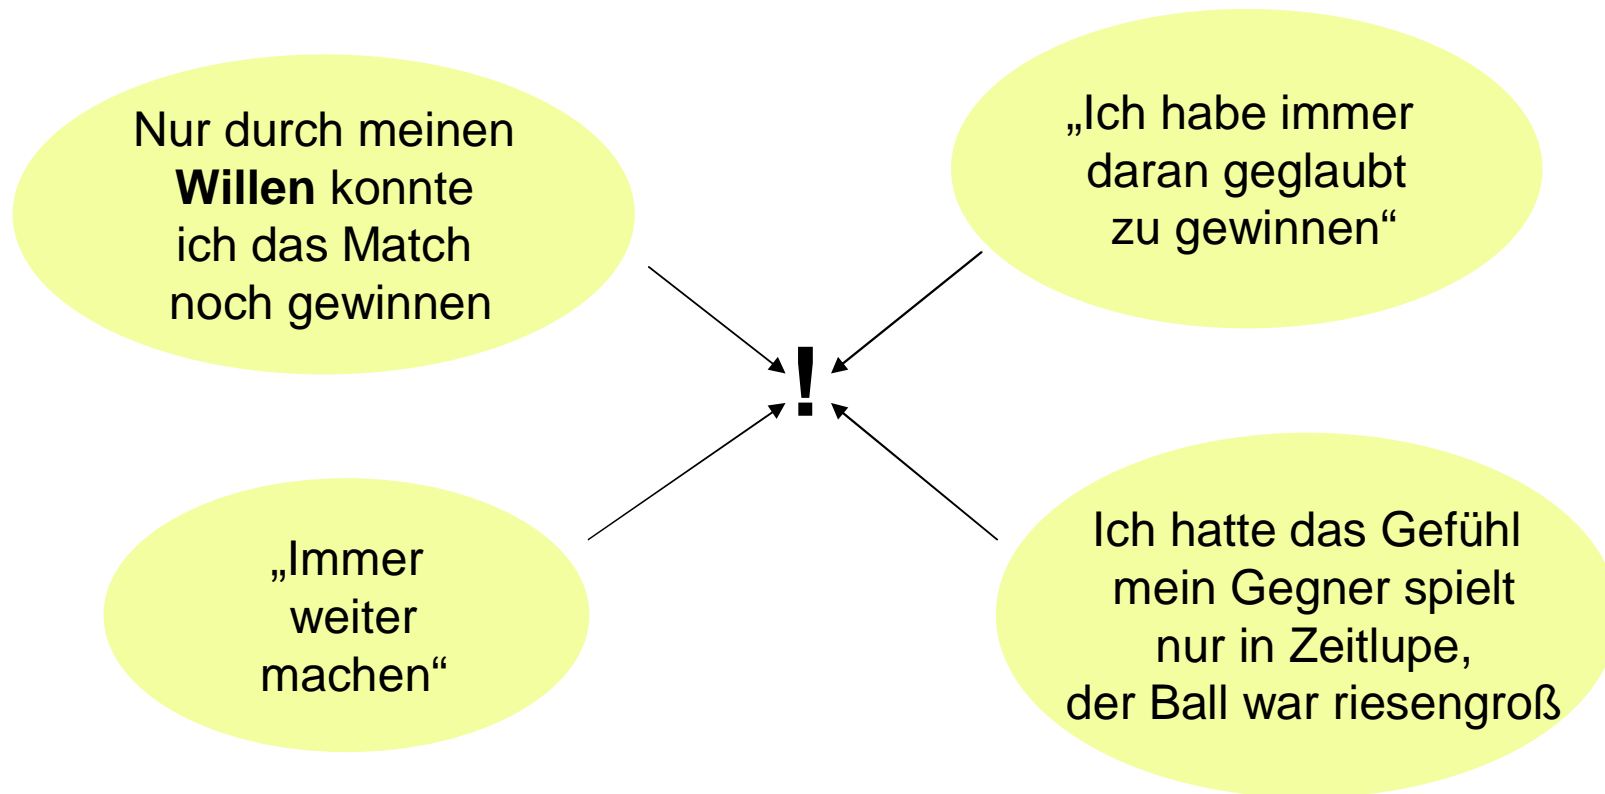 Nur durch meinen
Willen konnte
ich das Match
noch gewinnen
„Ich habe immer
daran geglaubt
zu gewinnen“
!
„Immer
weiter
machen“
Ich hatte das Gefühl
mein Gegner spielt
nur in Zeitlupe,
der Ball war riesengroß